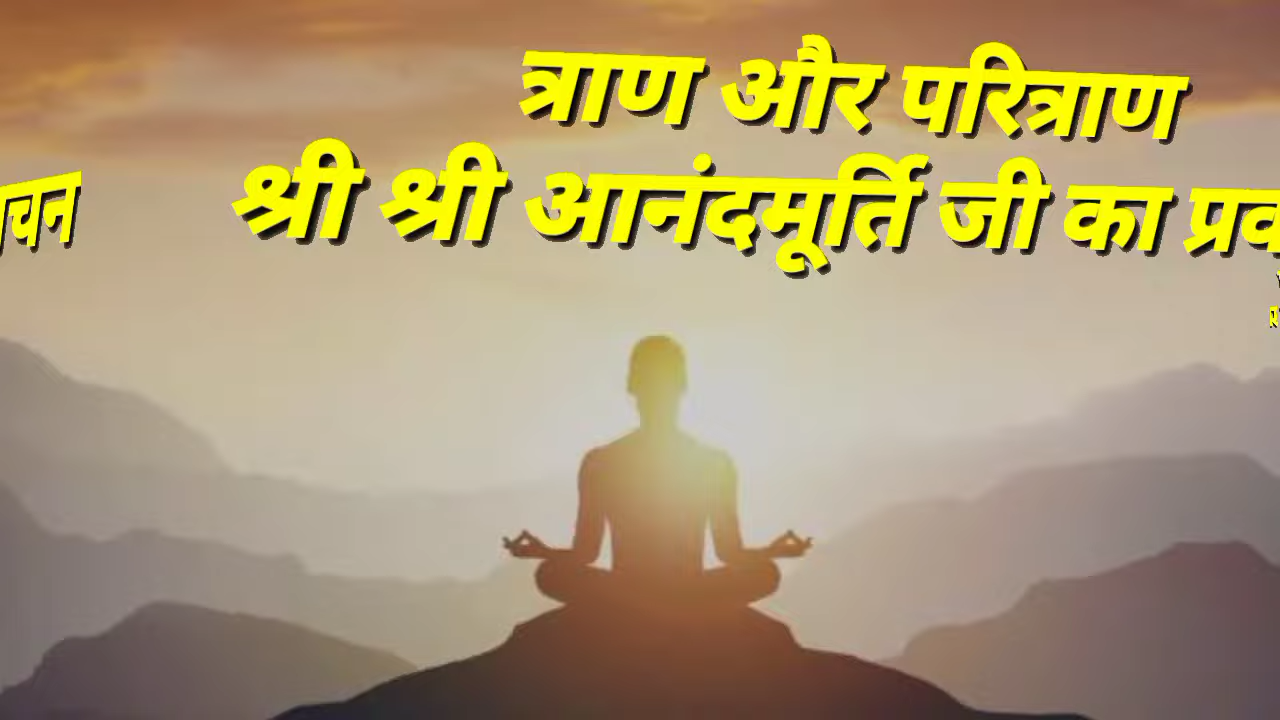 त्राण और परित्राण
श्री श्री आनंदमूर्ति जी का प्रव
चन